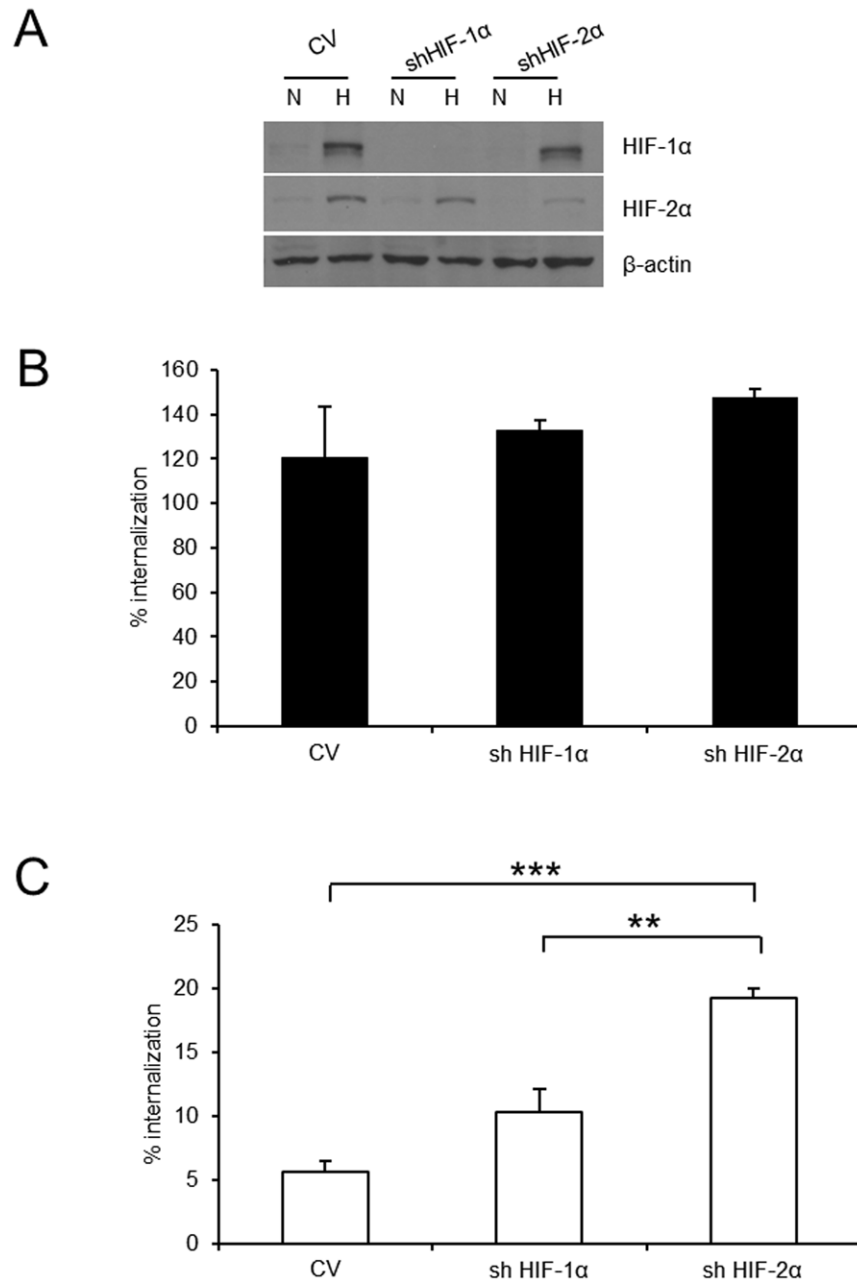 A
CV shHIF-1α shHIF-2α
N H N H N H
HIF-1α
HIF-2α
β-actin
B
160
140
120
100
80
60
40
20
0
% internalization
CV sh HIF-1α sh HIF-2α
C
***
**
25
20
15
10
5
0
% internalization
CV sh HIF-1α sh HIF-2α